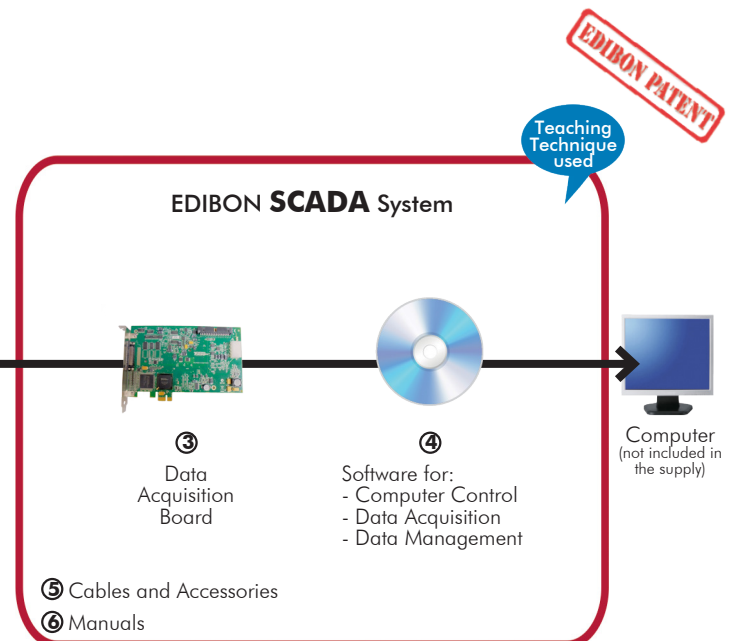 EDIBON PATENT
Teaching
Technique
used
EDIBON SCADA System
③
Data
Acquisition
Board
④
Software for:
- Computer Control
- Data Acquisition
- Data Management
Computer
(not included in
the supply)
⑤ Cables and Accessories
⑥ Manuals